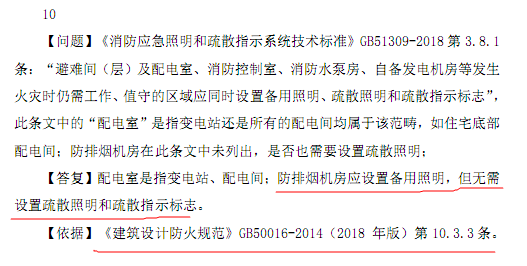 10
【问题】《消防应急照明和疏散指示系统技术标准》GB51309-2018 第 3.8.1
条：“避难间（层）及配电室、消防控制室、消防水泵房、自备发电机房等发生
火灾时仍需工作、值守的区域应同时设置备用照明、疏散照明和疏散指示标志”，
此条文中的“配电室”是指变电站还是所有的配电间均属于该范畴，如住宅底部
配电间；防排烟机房在此条文中未列出，是否也需要设置疏散照明；
【答复】配电室是指变电站、配电间；防排烟机房应设置备用照明，但无需
设置疏散照明和疏散指示标志。
【依据】《建筑设计防火规范》GB50016-2014（2018 年版）第 10.3.3 条。